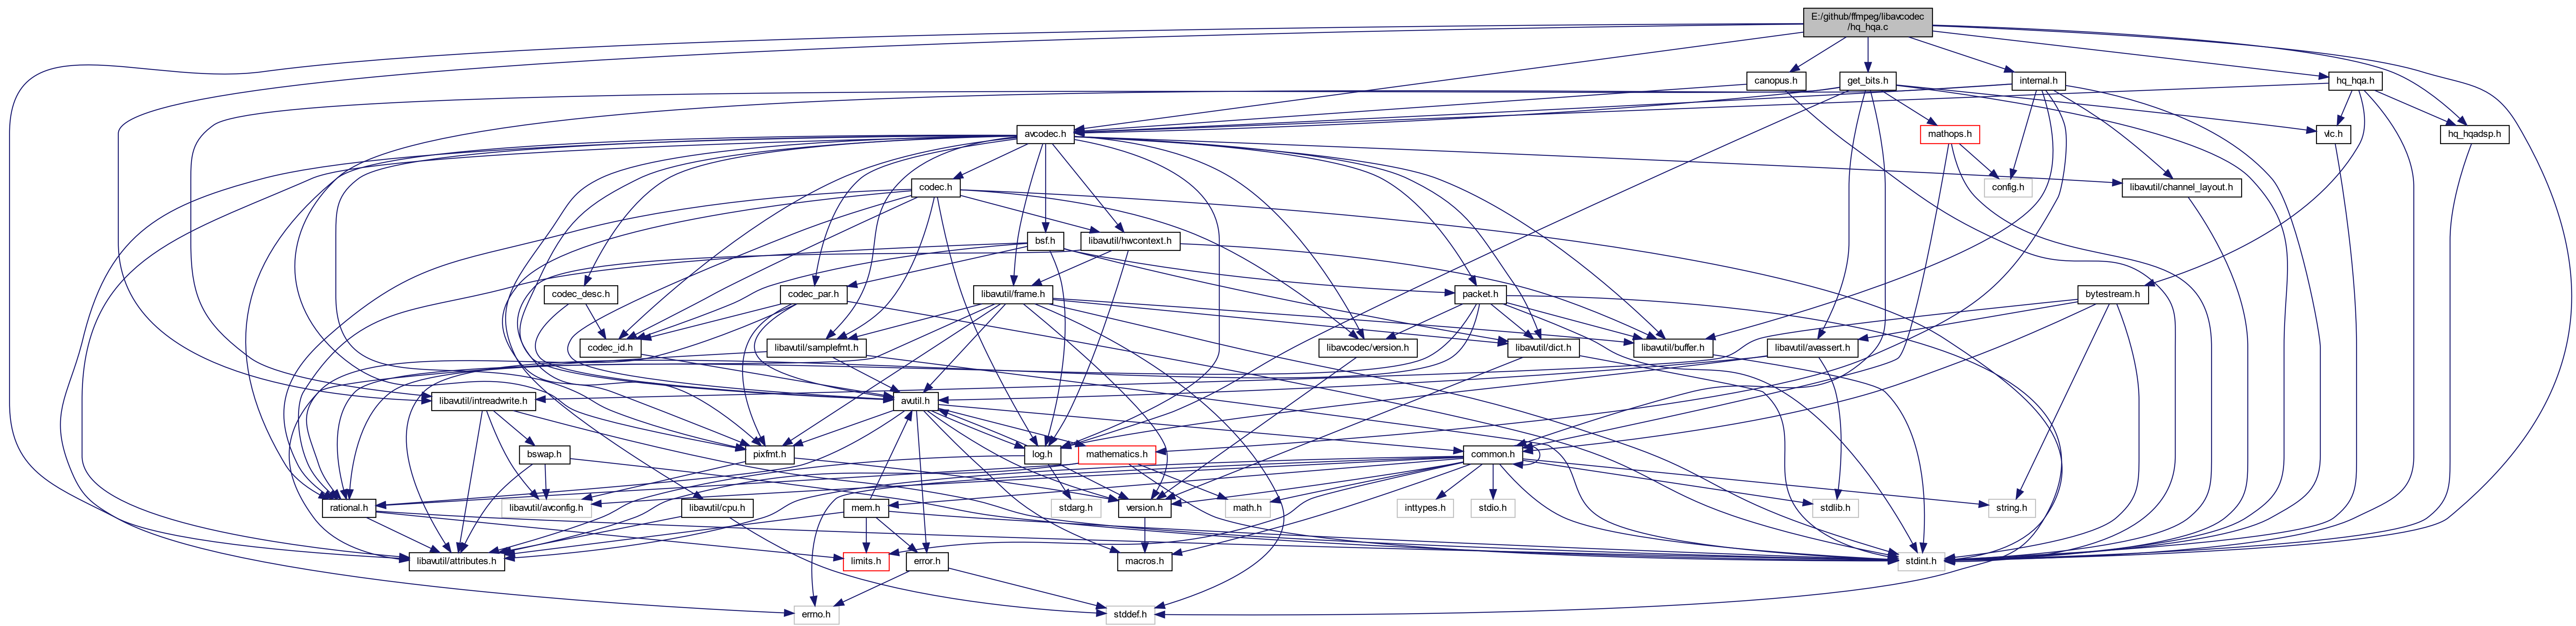 E:/github/ffmpeg/libavcodec
/hq_hqa.c
canopus.h
get_bits.h
internal.h
hq_hqa.h
avcodec.h
mathops.h
vlc.h
hq_hqadsp.h
codec.h
config.h
libavutil/channel_layout.h
bsf.h
libavutil/hwcontext.h
codec_desc.h
codec_par.h
libavutil/frame.h
packet.h
bytestream.h
codec_id.h
libavutil/samplefmt.h
libavcodec/version.h
libavutil/dict.h
libavutil/buffer.h
libavutil/avassert.h
libavutil/intreadwrite.h
avutil.h
bswap.h
pixfmt.h
log.h
mathematics.h
common.h
rational.h
libavutil/avconfig.h
libavutil/cpu.h
mem.h
stdarg.h
version.h
math.h
inttypes.h
stdio.h
stdlib.h
string.h
libavutil/attributes.h
limits.h
error.h
macros.h
stdint.h
errno.h
stddef.h